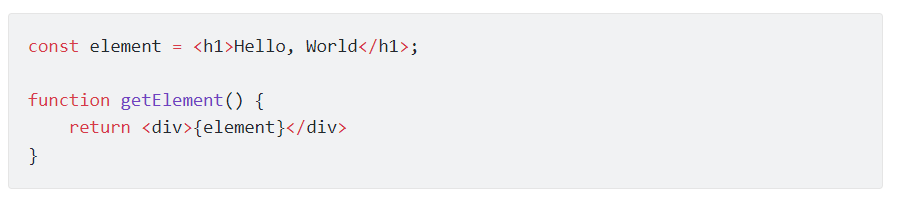 const element = <h1>Hello, World</h1>;

function getElement() {
    return <div>{element}</div>
}